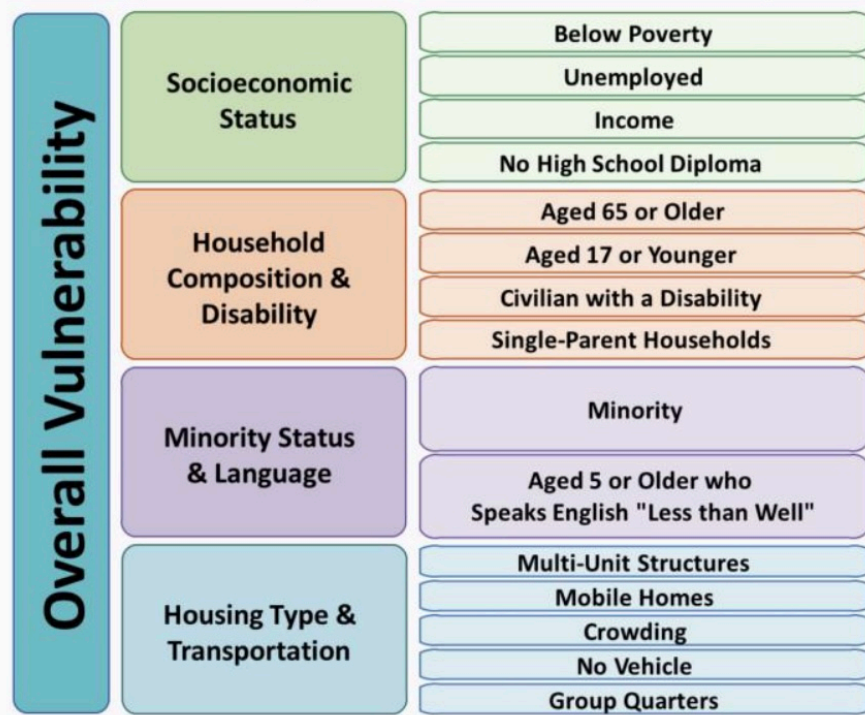 Overall Vulnerability
Socioeconomic
Status
Below Poverty
Unemployed
Income
No High School Diploma
Household
Composition &
Disability
Aged 65 or Older
Aged 17 or Younger
Civilian with a Disability
Single-Parent Households
Minority Status
& Language
Minority
Aged 5 or Older who
Speaks English "Less than Well"
Housing Type &
Transportation
Multi-Unit Structures
Mobile Homes
Crowding
No Vehicle
Group Quarters